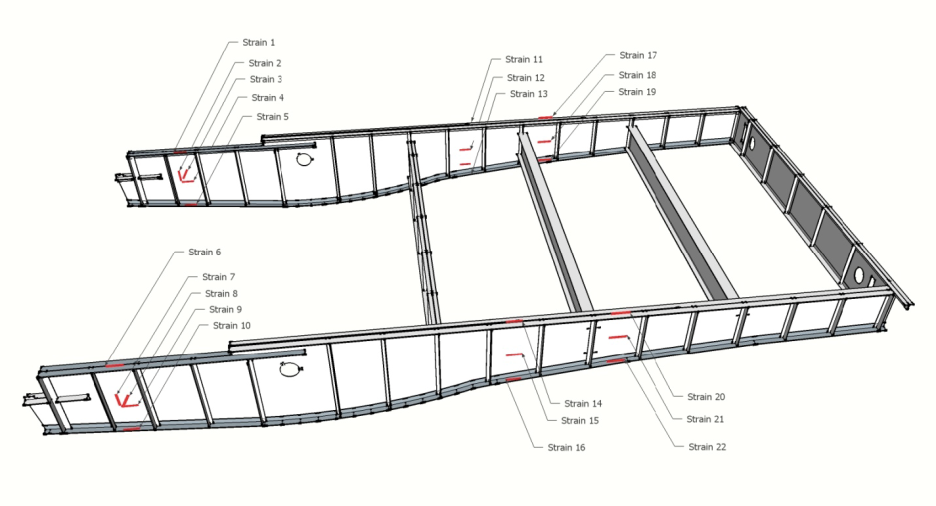 Strain 1
Strain 2
Strain 3
Strain 4
Strain 5
Strain 11
Strain 12
Strain 13
Strain 17
Strain 18
Strain 19
Strain 6
Strain 7
Strain 8
Strain 9
Strain 10
Strain 14
Strain 15
Strain 16
Strain 20
Strain 21
Strain 22